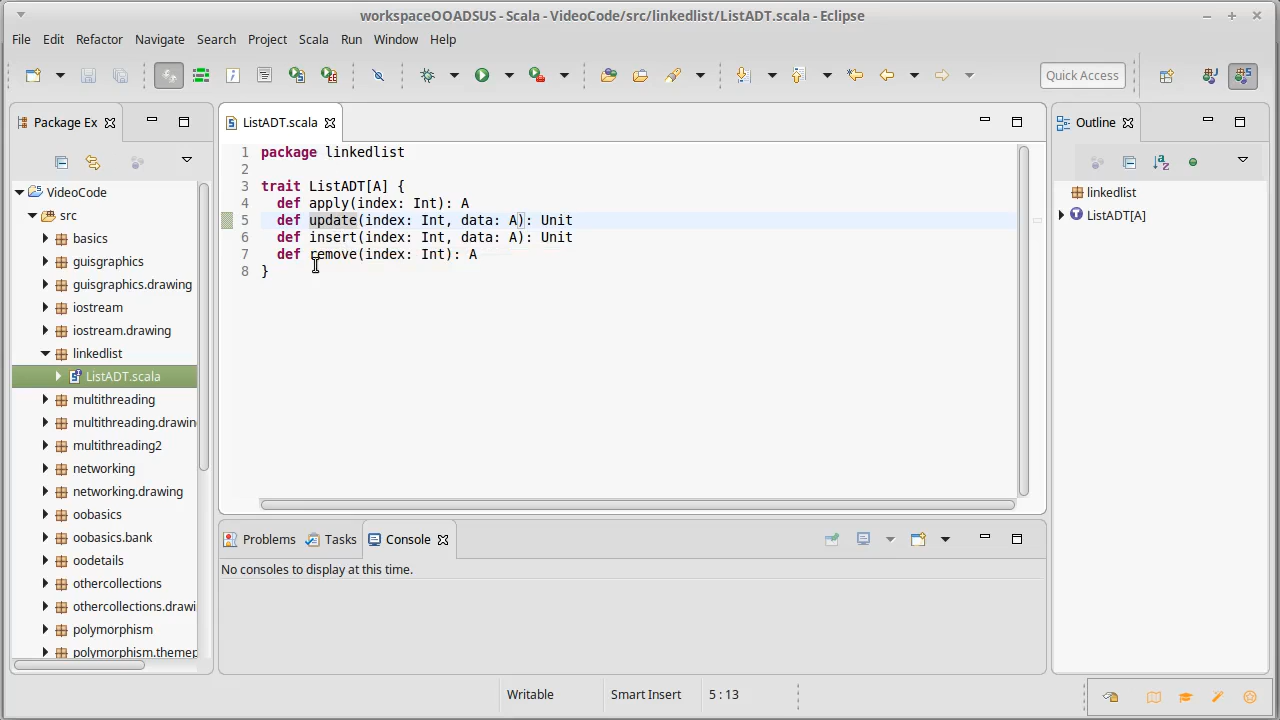 workspaceOOADSUS - Scala - VideoCode/src/linkedlist/ListADT.scala - Eclipse
File Edit Refactor Navigate Search Project Scala Run Window Help
Quick Access
Package Ex
ListADT.scala
Outline
VideoCode
src
basics
guisgraphics
guisgraphics.drawing
iostream
iostream.drawing
linkedlist
ListADT.scala
multithreading
multithreading.drawin
multithreading2
networking
networking.drawing
oobasics
oobasics.bank
oodetails
othercollections
othercollections.drawi
polymorphism
polymorphism.themep
1 package linkedlist
2
3 trait ListADT[A] {
4 def apply(index: Int): A
5 def update(index: Int, data: A): Unit
6 def insert(index: Int, data: A): Unit
7 def remove(index: Int): A
8 }
linkedlist
ListADT[A]
Problems Tasks Console
No consoles to display at this time.
Writable Smart Insert 5 : 13